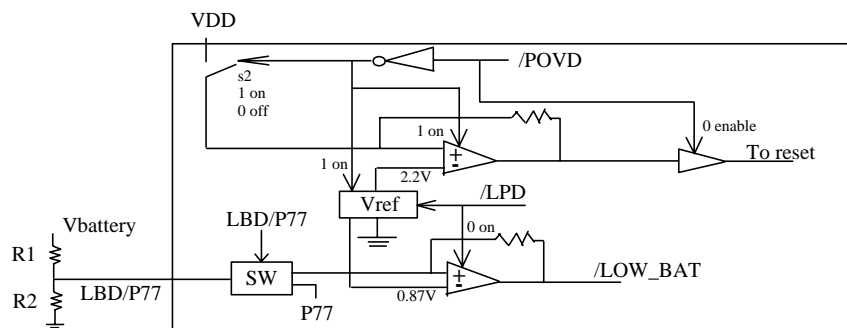 VDD
/POVD
s2
1 on
0 off
0 enable
1 on
+
-
To reset
1 on
2.2V
/LPD
Vref
Vbattery
LBD/P77
0 on
R1
SW
+
-
/LOW_BAT
R2
LBD/P77
P77
0.87V